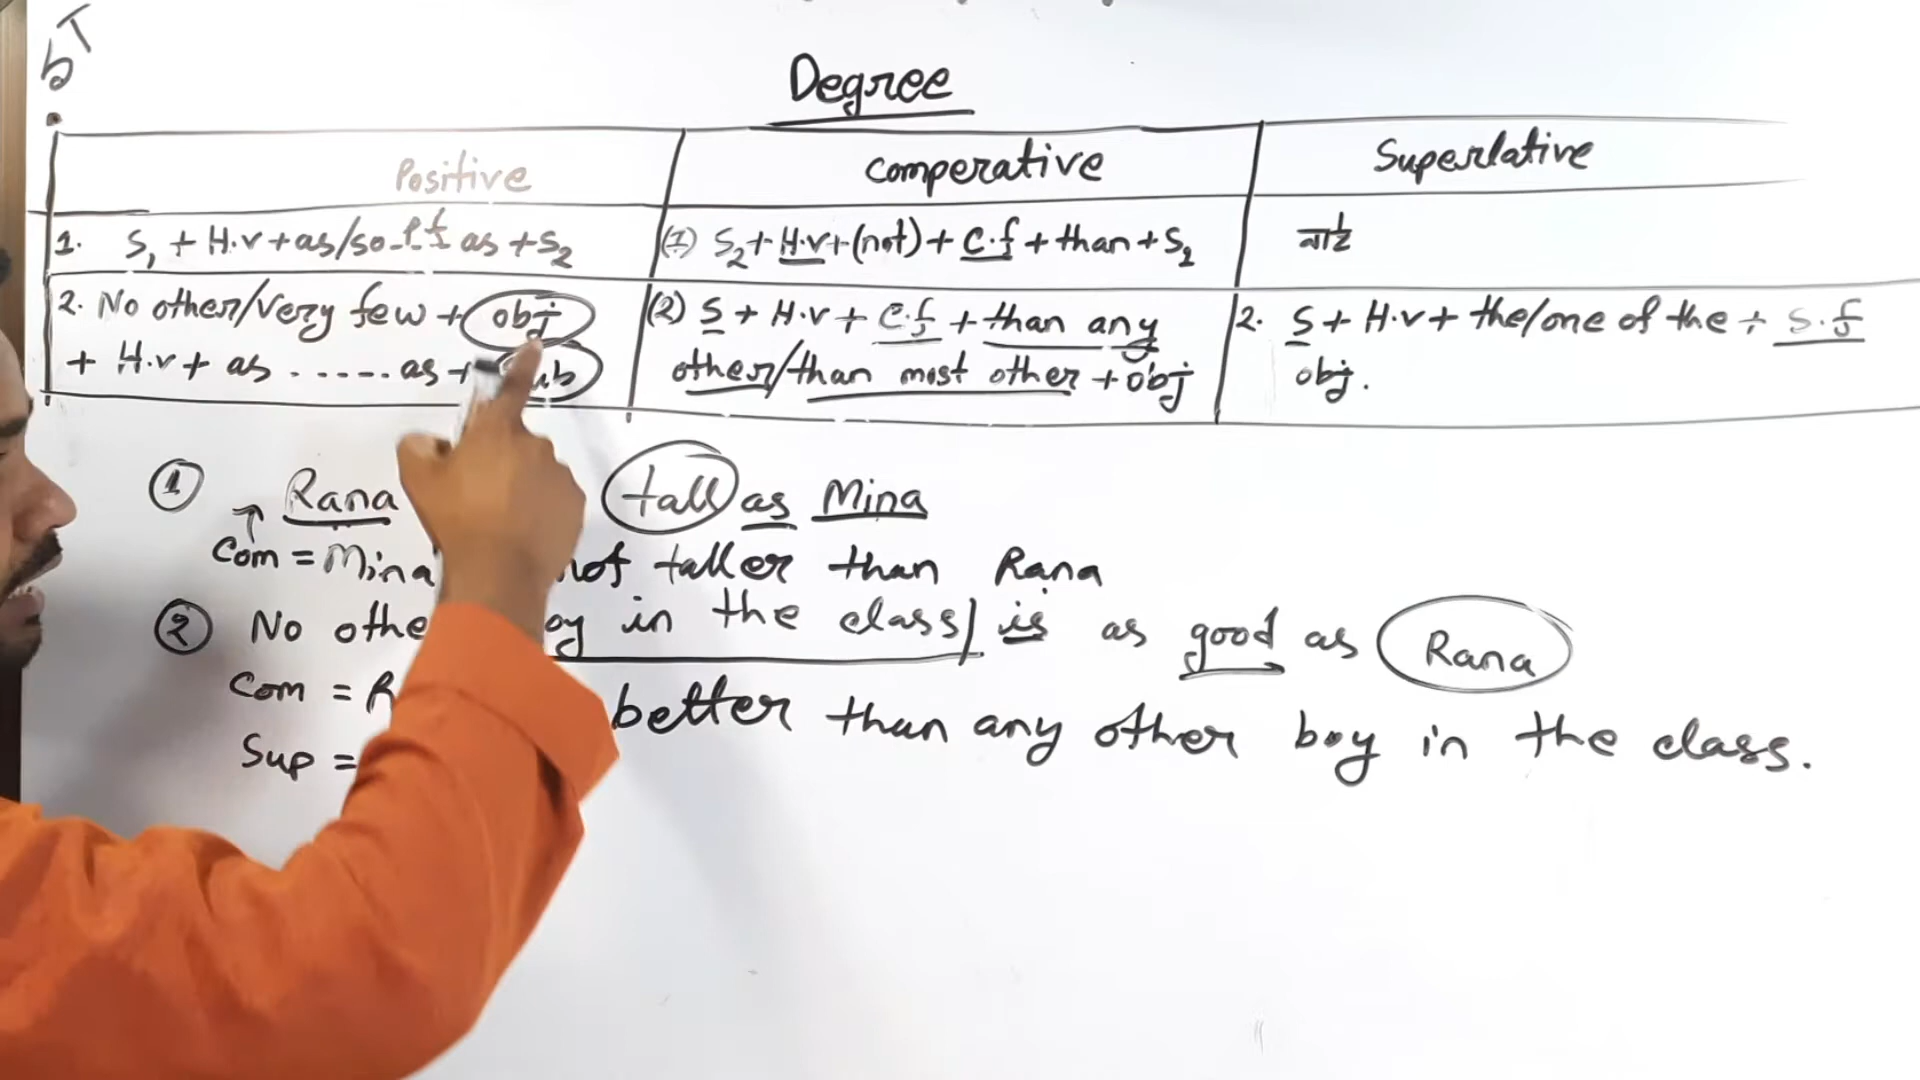 Degree
Positive
Comperative
Superlative
1. S₁ + H.v + as/so as + S₂
(1) S₂ + H.v + (not) + C.f + than + S₁
নাই
2. No other/very few + obj
+ H.v + as ...... as +
(2) S + H.v + C.f + than any
other/than most other + obj
2. S + H.v + the/one of the + S.f
obj.
① Rana tall as Mina
Com = Mina not taller than Rana
② No in the class/ is as good as Rana
Com = better than any other boy in the class.
Sup =